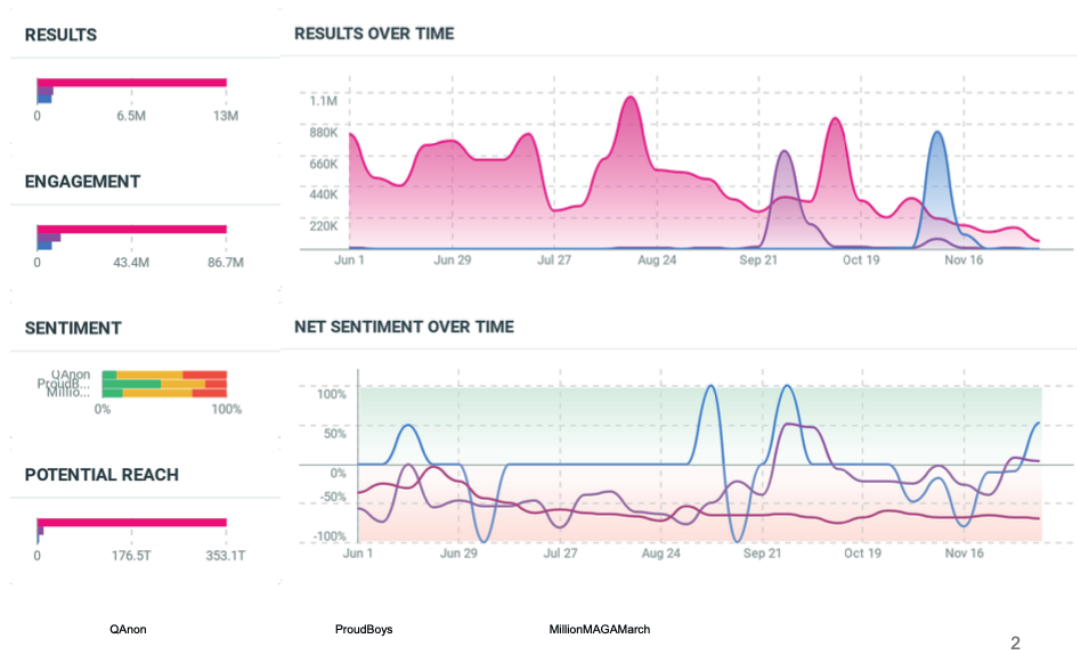 RESULTS
0 6.5M 13M
ENGAGEMENT
0 43.4M 86.7M
SENTIMENT
QAnon
ProudB...
Millio...
0% 100%
POTENTIAL REACH
0 176.5T 353.1T
RESULTS OVER TIME
1.1M
880K
660K
440K
220K
Jun 1 Jun 29 Jul 27 Aug 24 Sep 21 Oct 19 Nov 16
NET SENTIMENT OVER TIME
100%
50%
0%
-50%
-100%
Jun 1 Jun 29 Jul 27 Aug 24 Sep 21 Oct 19 Nov 16
QAnon ProudBoys MillionMAGAMarch
2